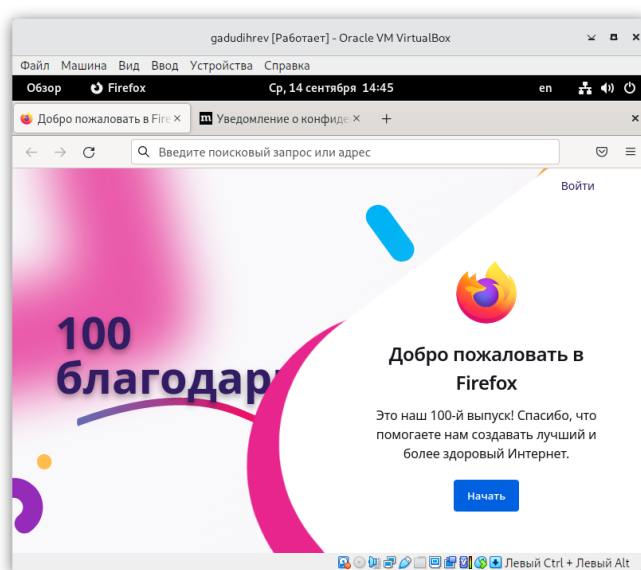 gadudihrev [Работает] - Oracle VM VirtualBox
Файл Машина Вид Ввод Устройства Справка
Обзор Firefox Ср, 14 сентября 14:45 en
Добро пожаловать в Fire Уведомление о конфиде
Введите поисковый запрос или адрес
Войти
100
благодар
Добро пожаловать в
Firefox
Это наш 100-й выпуск! Спасибо, что
помогаете нам создавать лучший и
более здоровый Интернет.
Начать
Левый Ctrl + Левый Alt